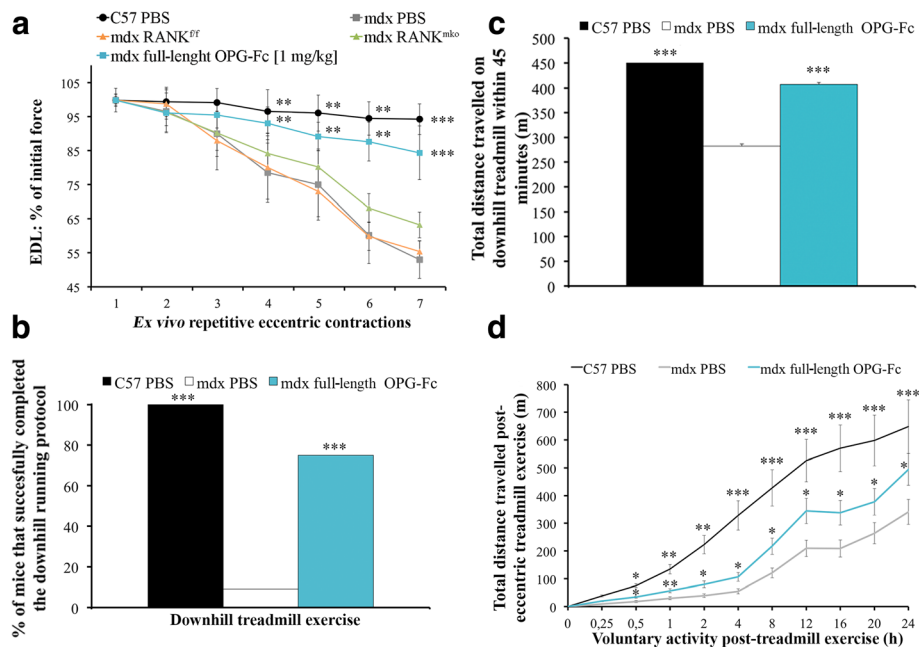 a
C57 PBS
mdx PBS
mdx RANKf/f
mdx RANKmko
mdx full-lenght OPG-Fc [1 mg/kg]
EDL: % of initial force
105
95
85
75
65
55
45
** ** ** ***
** ** ** ***
1 2 3 4 5 6 7
Ex vivo repetitive eccentric contractions
c
C57 PBS mdx PBS mdx full-length OPG-Fc
Total distance travelled on
downhill treadmill within 45
minutes (m)
450
400
350
300
250
200
150
100
50
0
*** ***
b
% of mice that succesfully completed
the downhill running protocol
C57 PBS mdx PBS mdx full-length OPG-Fc
100
80
60
40
20
0
*** ***
Downhill treadmill exercise
d
C57 PBS mdx PBS mdx full-length OPG-Fc
Total distance travelled post-
eccentric treadmill exercise (m)
800
700
600
500
400
300
200
100
0
* ** ** *** *** *** *** *** ***
* ** * * * * * * *
0 0,25 0,5 1 2 4 8 12 16 20 24
Voluntary activity post-treadmill exercise (h)